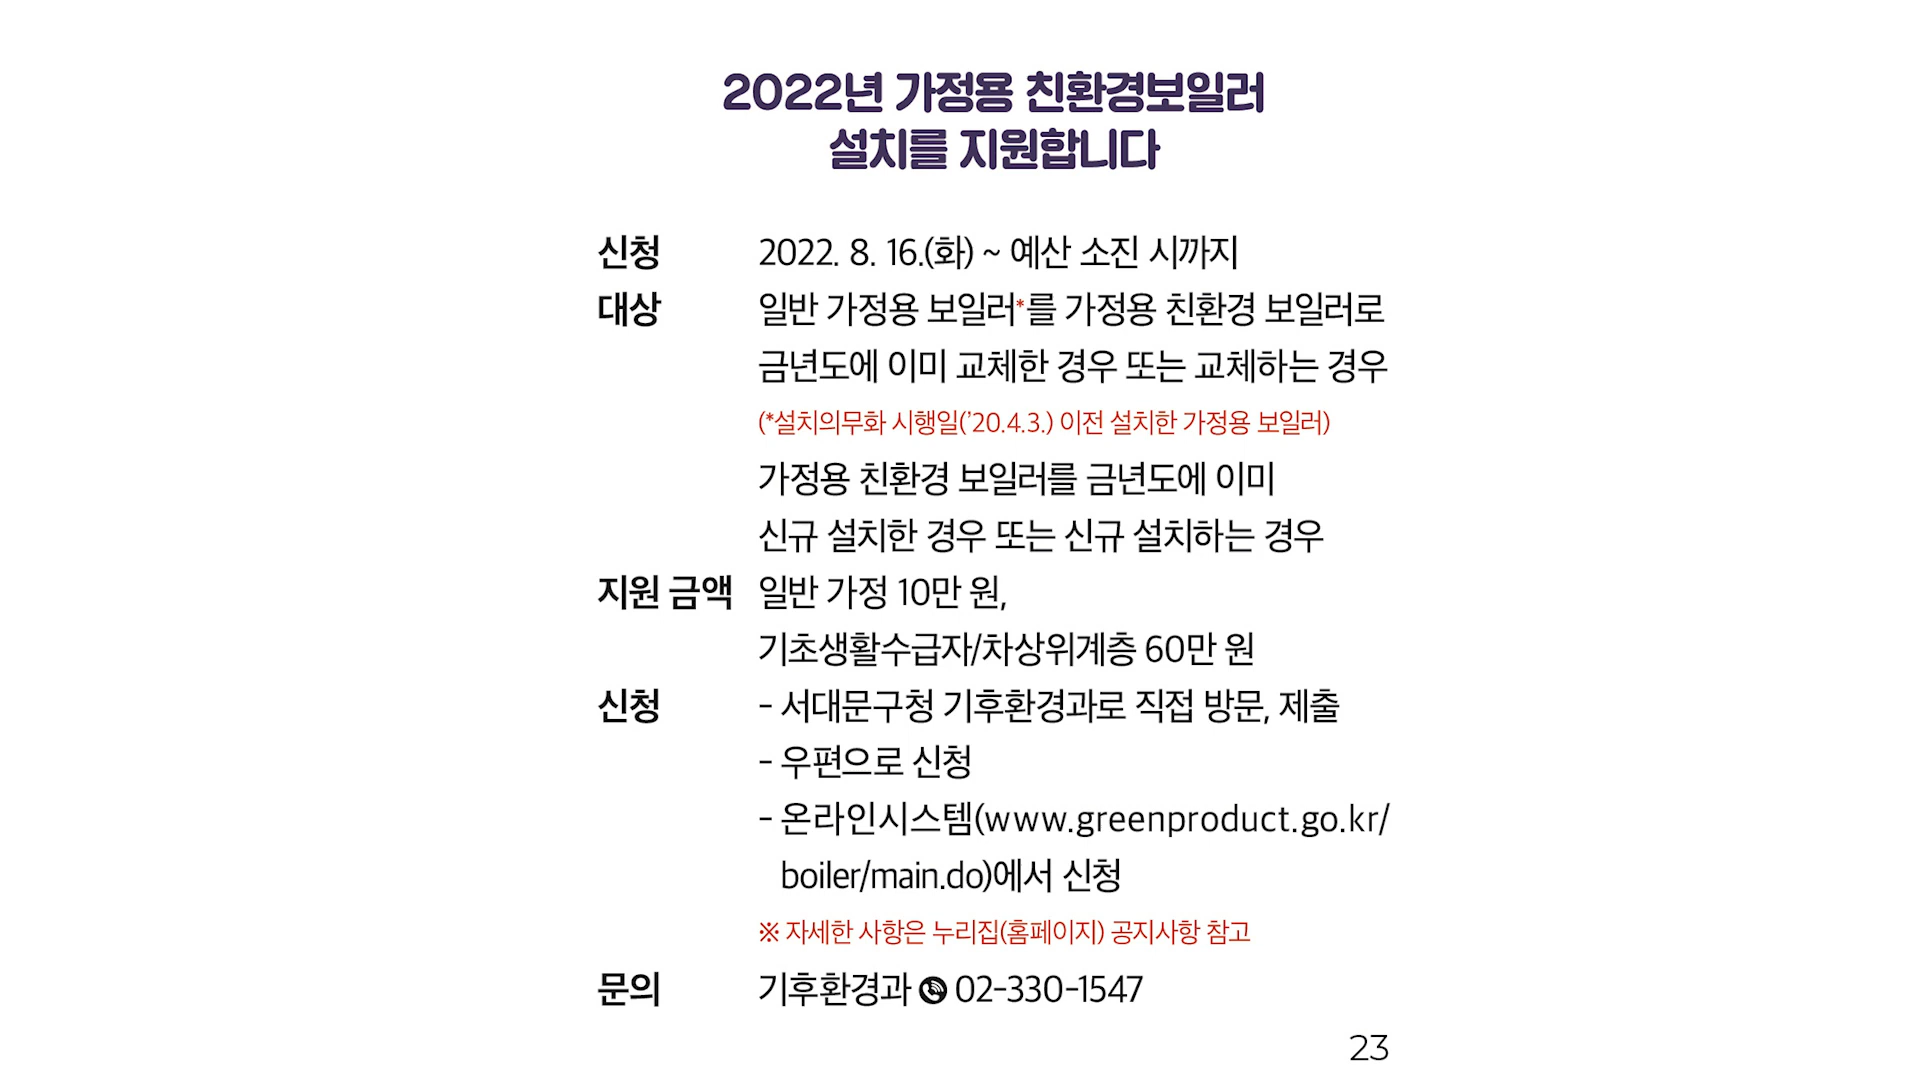 2022년 가정용 친환경보일러
설치를 지원합니다
신청 2022. 8. 16.(화) ~ 예산 소진 시까지
대상 일반 가정용 보일러*를 가정용 친환경 보일러로
금년도에 이미 교체한 경우 또는 교체하는 경우
(*설치의무화 시행일(’20.4.3.) 이전 설치한 가정용 보일러)
가정용 친환경 보일러를 금년도에 이미
신규 설치한 경우 또는 신규 설치하는 경우
지원 금액 일반 가정 10만 원,
기초생활수급자/차상위계층 60만 원
신청 - 서대문구청 기후환경과로 직접 방문, 제출
- 우편으로 신청
- 온라인시스템(www.greenproduct.go.kr/
boiler/main.do)에서 신청
※ 자세한 사항은 누리집(홈페이지) 공지사항 참고
문의 기후환경과 02-330-1547
23